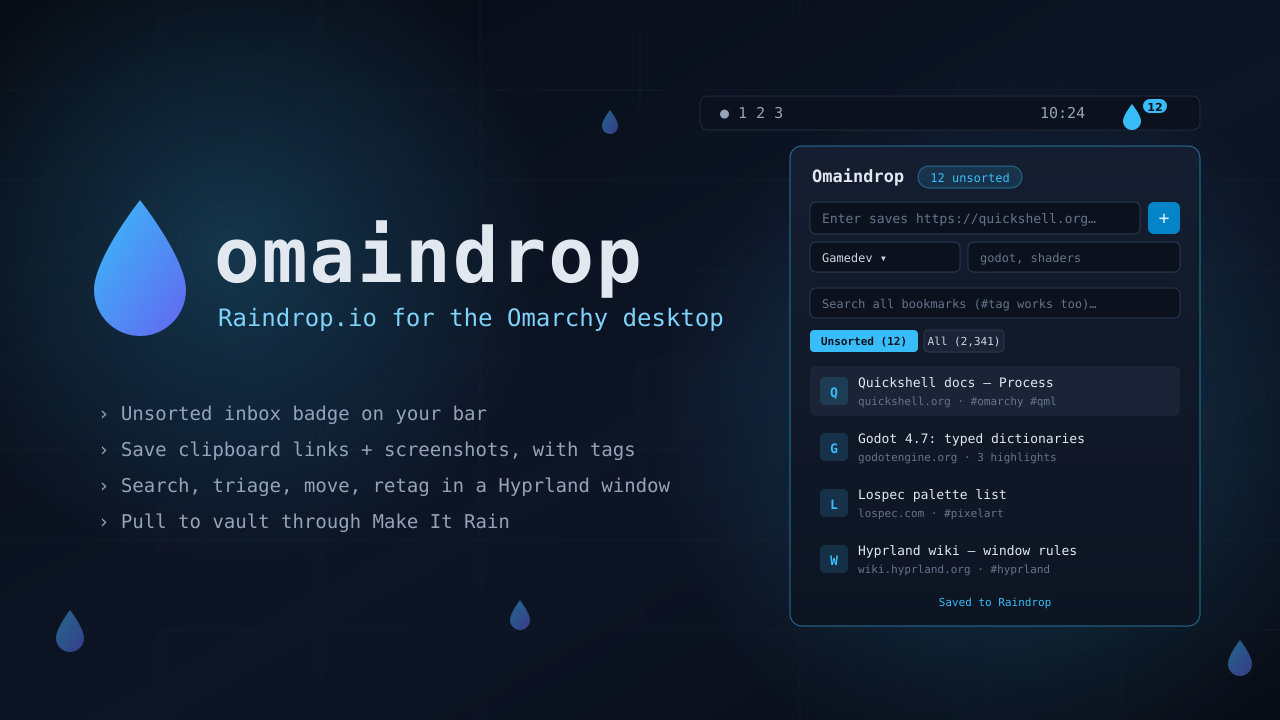 ● 1 2 3
10:24
12
omaindrop
Raindrop.io for the Omarchy desktop
› Unsorted inbox badge on your bar
› Save clipboard links + screenshots, with tags
› Search, triage, move, retag in a Hyprland window
› Pull to vault through Make It Rain
Omaindrop
12 unsorted
Enter saves https://quickshell.org…
+
Gamedev ▾
godot, shaders
Search all bookmarks (#tag works too)…
Unsorted (12)
All (2,341)
Q
Quickshell docs — Process
quickshell.org · #omarchy #qml
G
Godot 4.7: typed dictionaries
godotengine.org · 3 highlights
L
Lospec palette list
lospec.com · #pixelart
W
Hyprland wiki — window rules
wiki.hyprland.org · #hyprland
Saved to Raindrop